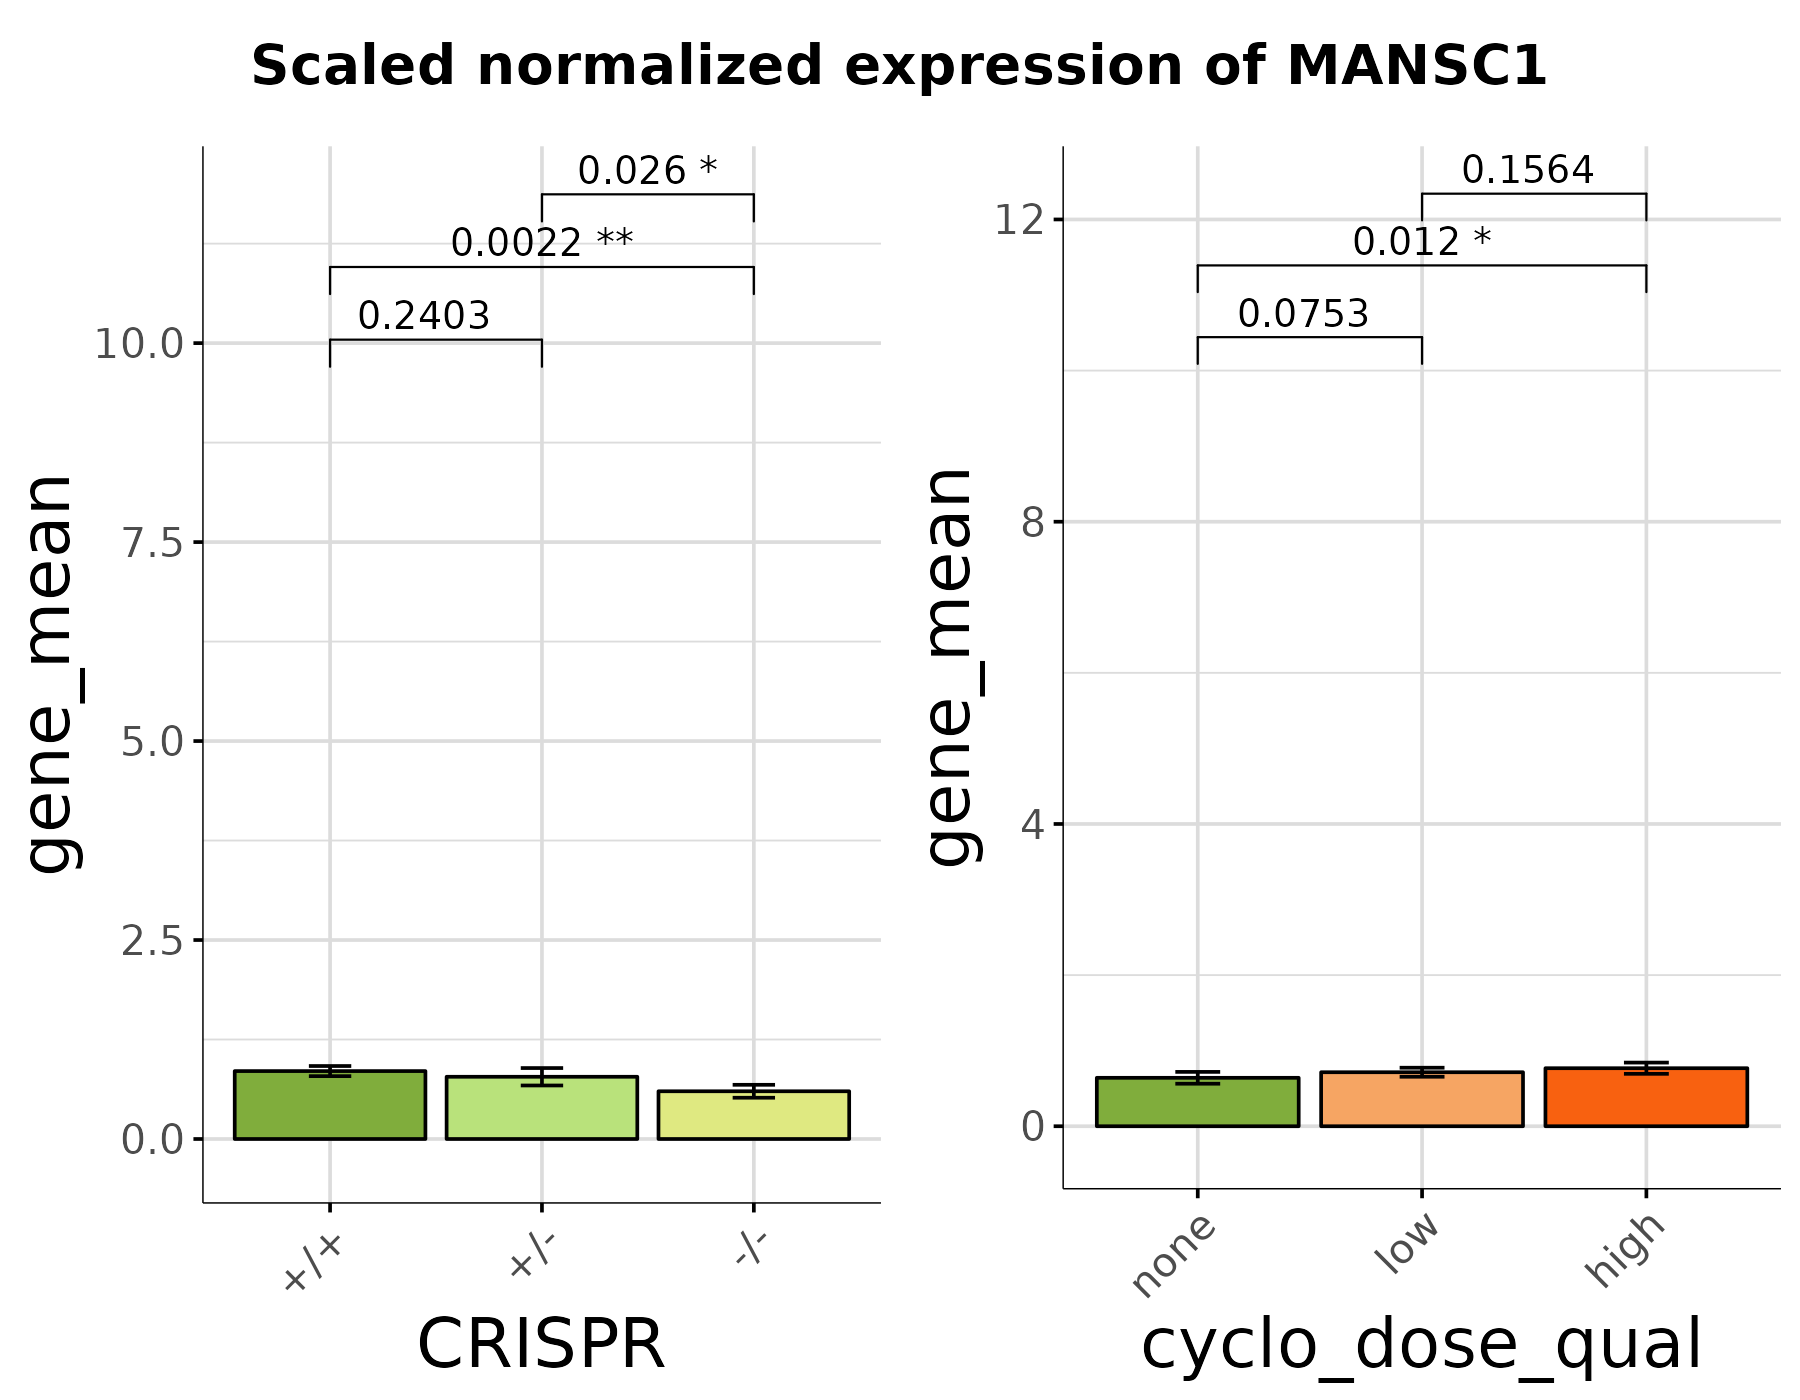 Scaled normalized expression of MANSC1
gene_mean
10.0
7.5
5.0
2.5
0.0
0.026 *
0.0022 **
0.2403
+/+
+/-
-/-
CRISPR
gene_mean
12
8
4
0
0.1564
0.012 *
0.0753
none
low
high
cyclo_dose_qual